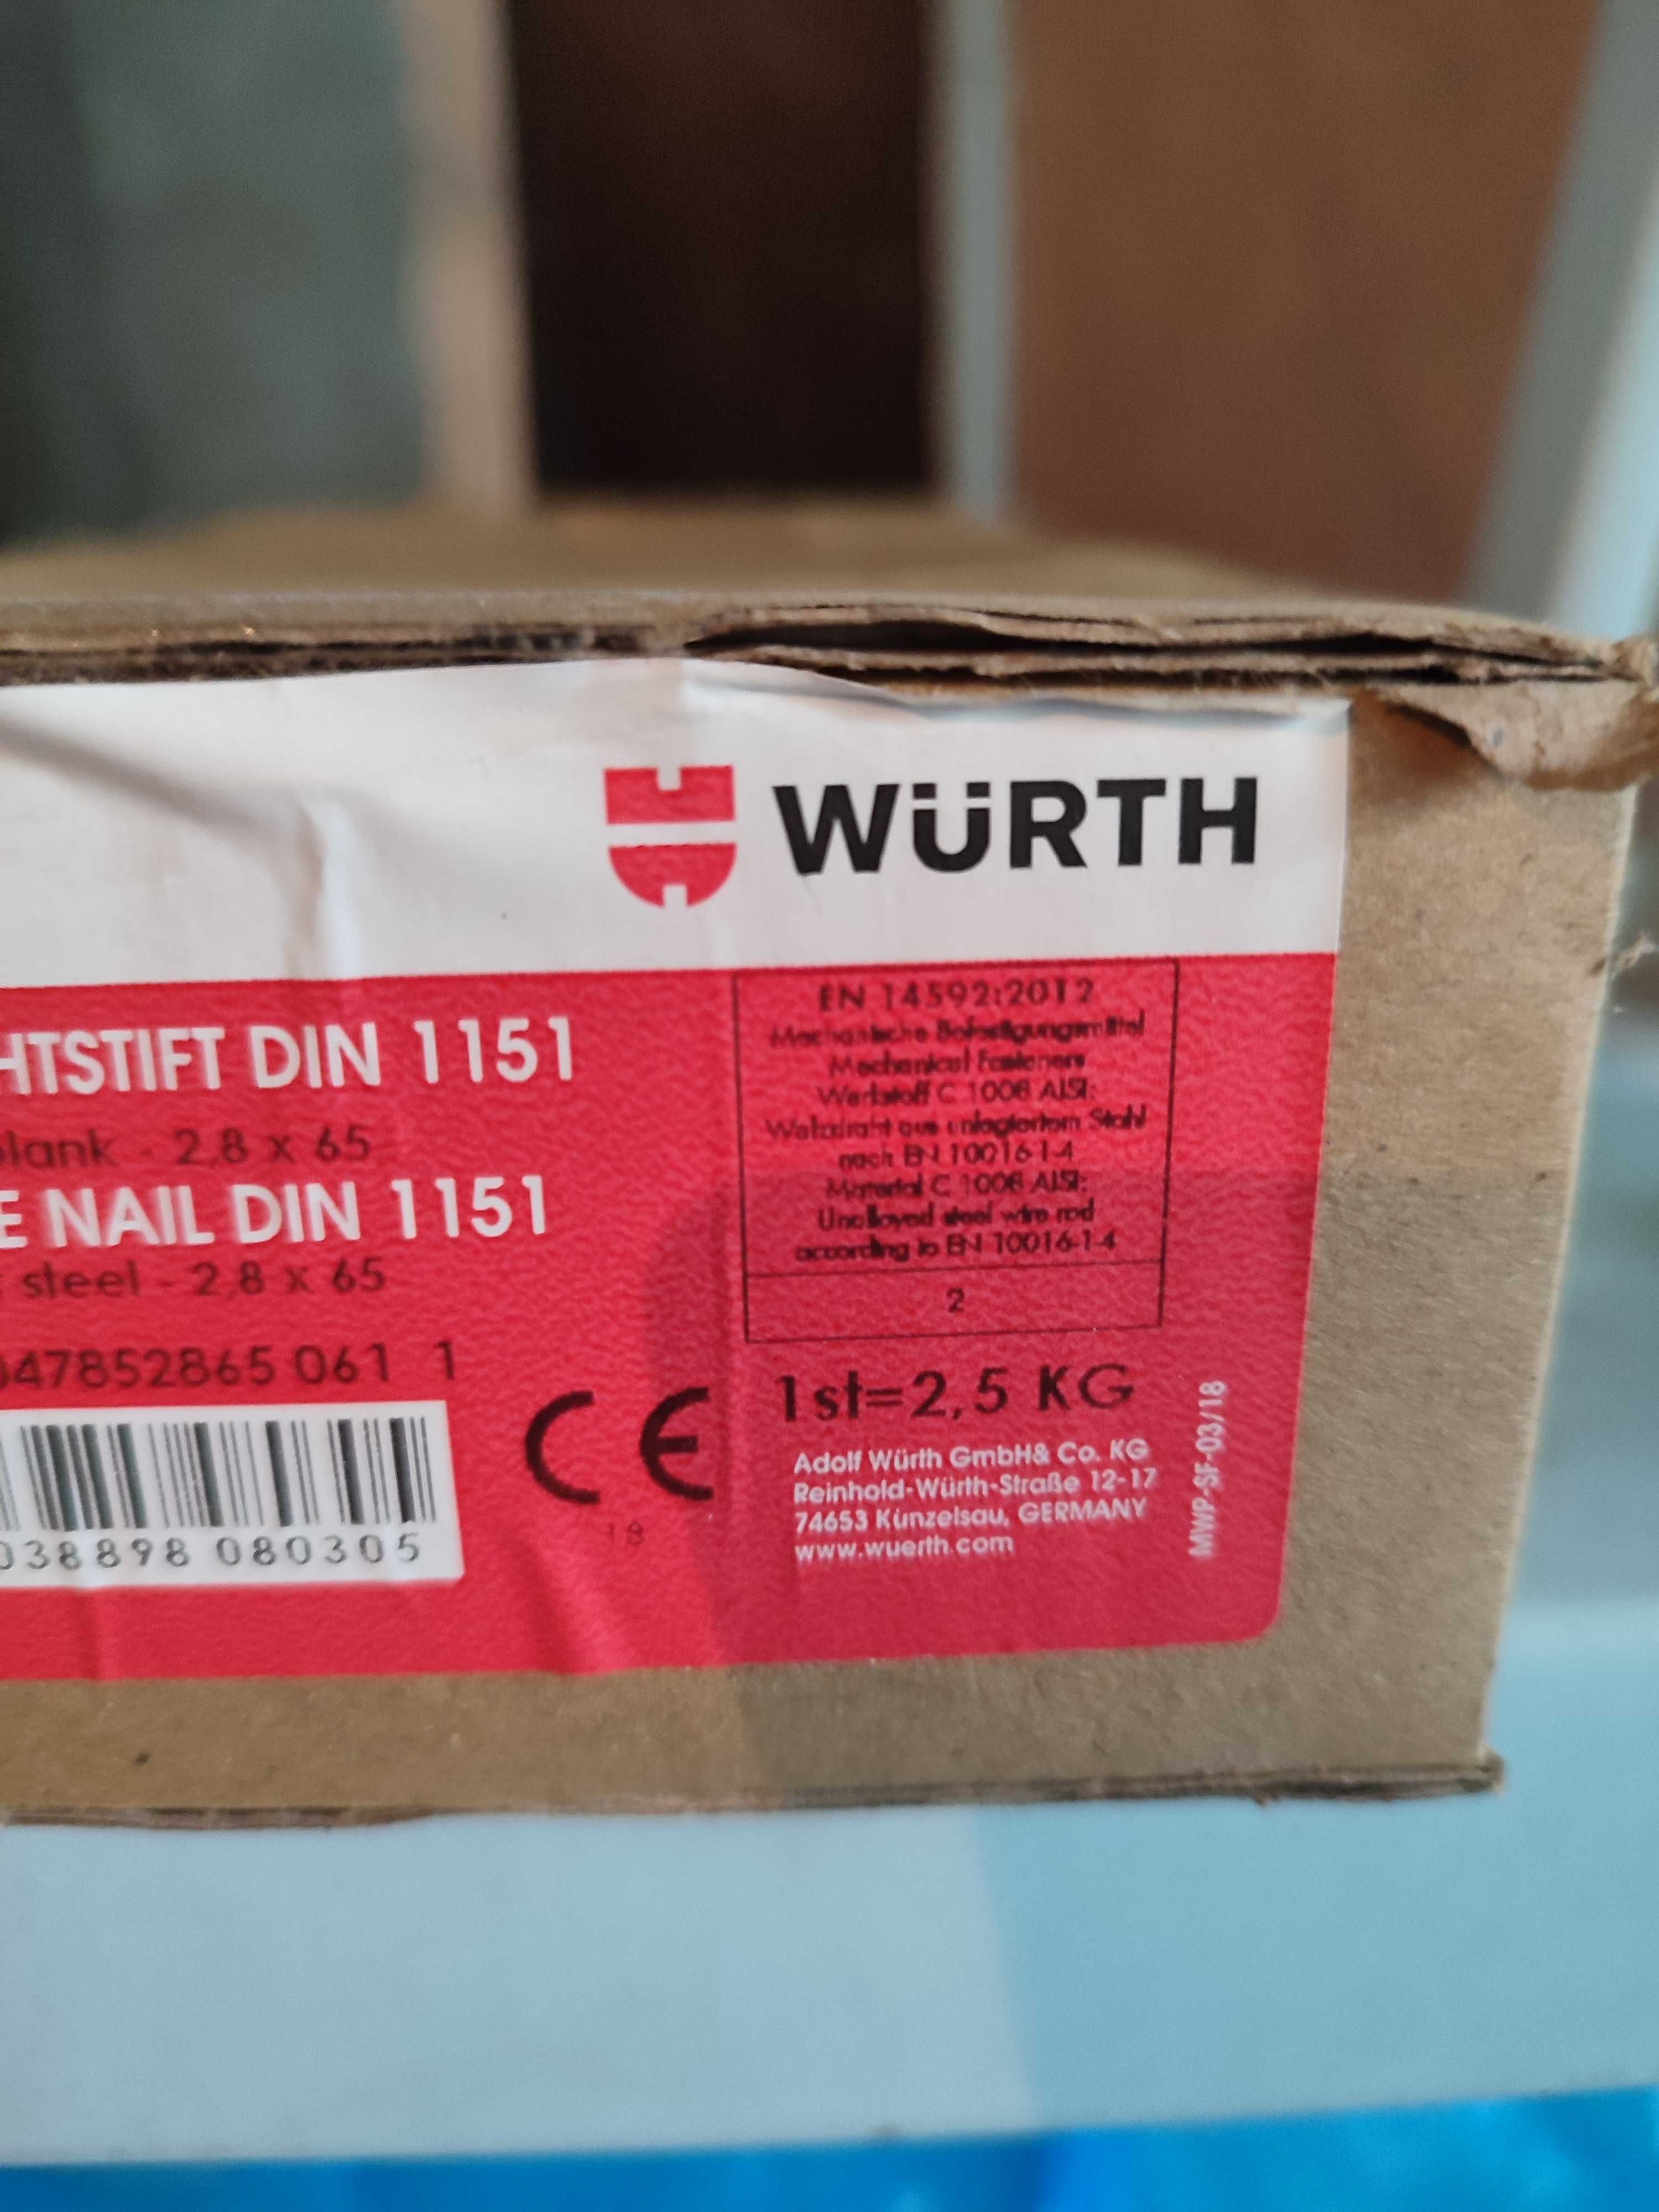 WÜRTH
HTSTIFT DIN 1151
blank - 2,8 x 65
E NAIL DIN 1151
steel - 2,8 x 65
047852865 061 1
038898 080305
CE
18
EN 14592:2012
Mechanische Befestigungsmittel
Mechanical Fasteners
Werkstoff C 1008 AISI:
Walzdraht aus unlegiertem Stahl
nach EN 10016-1-4
Material C 1008 AISI:
Unalloyed steel wire rod
according to EN 10016-1-4
2
1st=2,5 KG
Adolf Würth GmbH& Co. KG
Reinhold-Würth-Straße 12-17
74653 Künzelsau, GERMANY
www.wuerth.com
MWP-SF-03/18